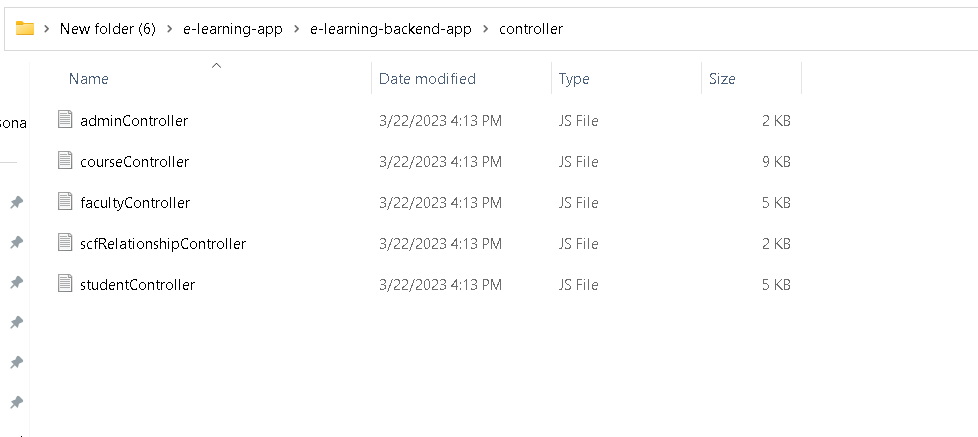 New folder (6) > e-learning-app > e-learning-backend-app > controller
Name Date modified Type Size
adminController 3/22/2023 4:13 PM JS File 2 KB
sona
courseController 3/22/2023 4:13 PM JS File 9 KB
facultyController 3/22/2023 4:13 PM JS File 5 KB
scfRelationshipController 3/22/2023 4:13 PM JS File 2 KB
studentController 3/22/2023 4:13 PM JS File 5 KB